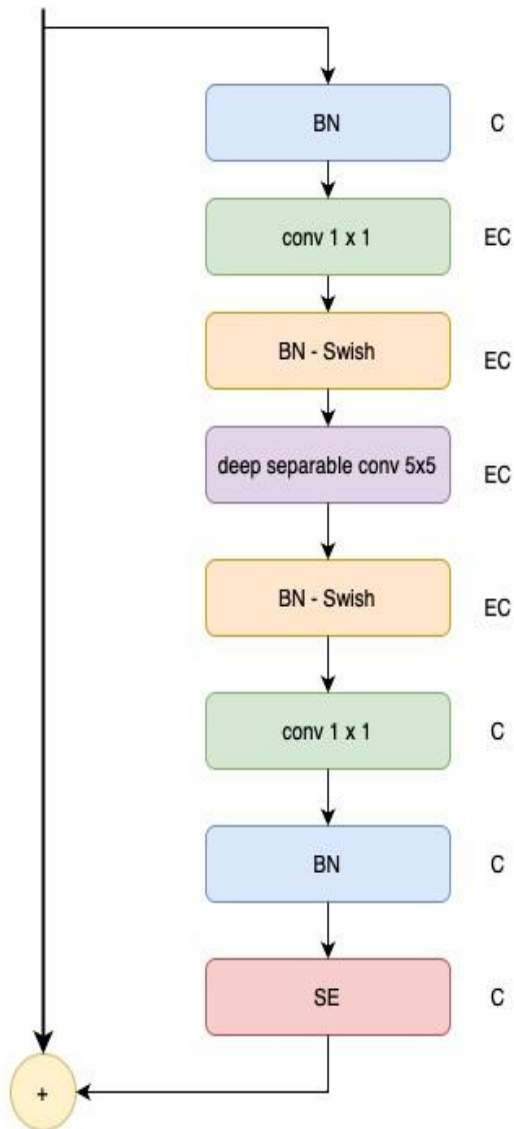 BN C
conv 1 x 1 EC
BN - Swish EC
deep separable conv 5x5 EC
BN - Swish EC
conv 1 x 1 C
BN C
SE C
+